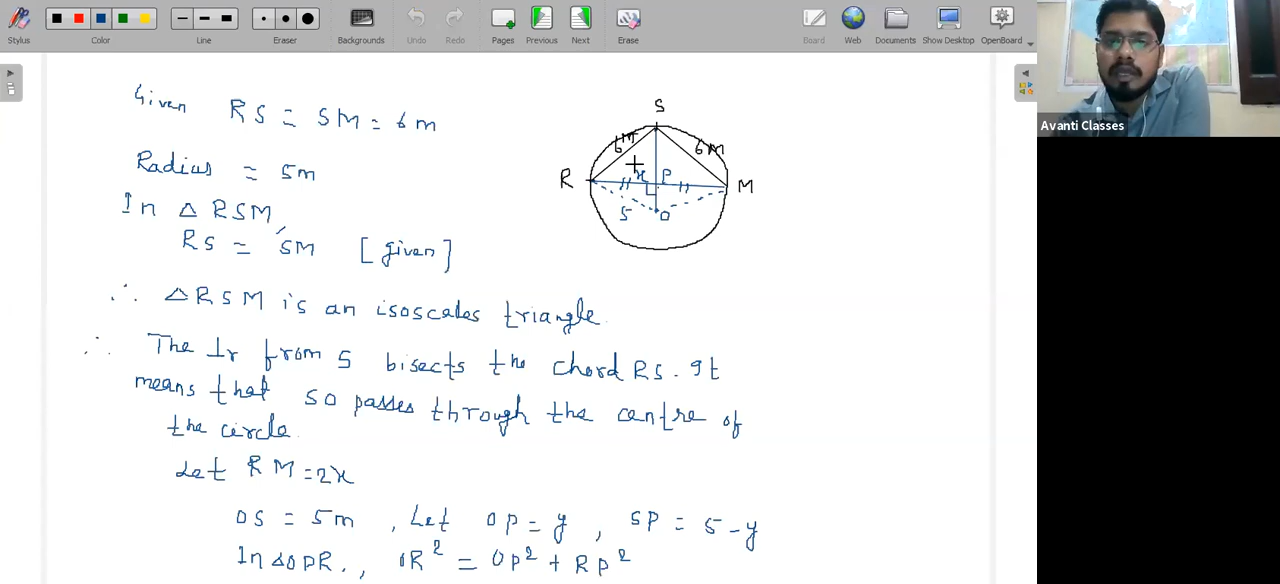 Stylus
Color
Line
Eraser
Backgrounds
Undo
Redo
Pages
Previous
Next
Erase
Board
Web
Documents
Show Desktop
OpenBoard
Avanti Classes
Given RS = SM = 6m
Radius = 5m
In △ RSM,
RS = SM [given]
∴ △RSM is an isoscales triangle.
∴ The ⊥r from S bisects the chord RS. It
means that SO passes through the centre of
the circle.
Let RM = 2x
OS = 5m, Let OP = y, SP = 5-y
In △OPR., OR² = OP² + RP²
S
6M
6M
R
x
P
M
5
O